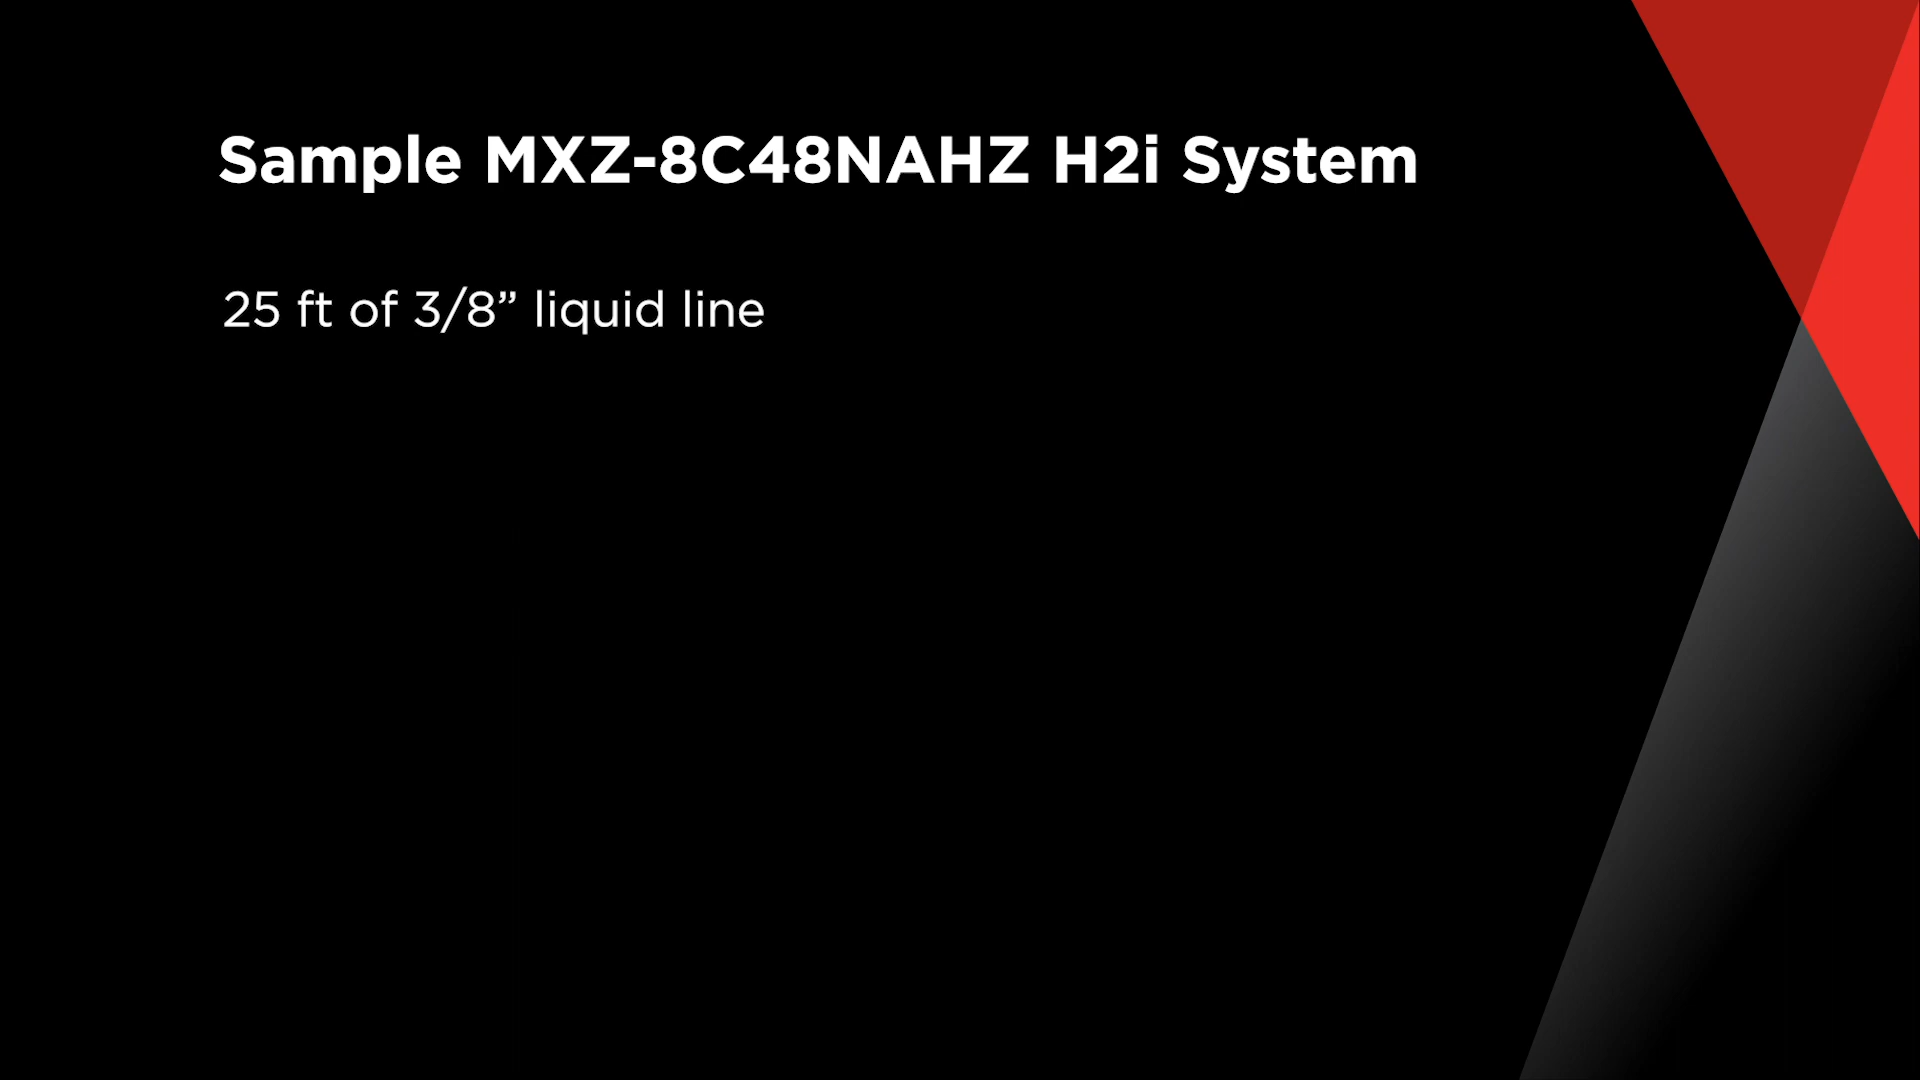 Sample MXZ-8C48NAHZ H2i System
25 ft of 3/8” liquid line